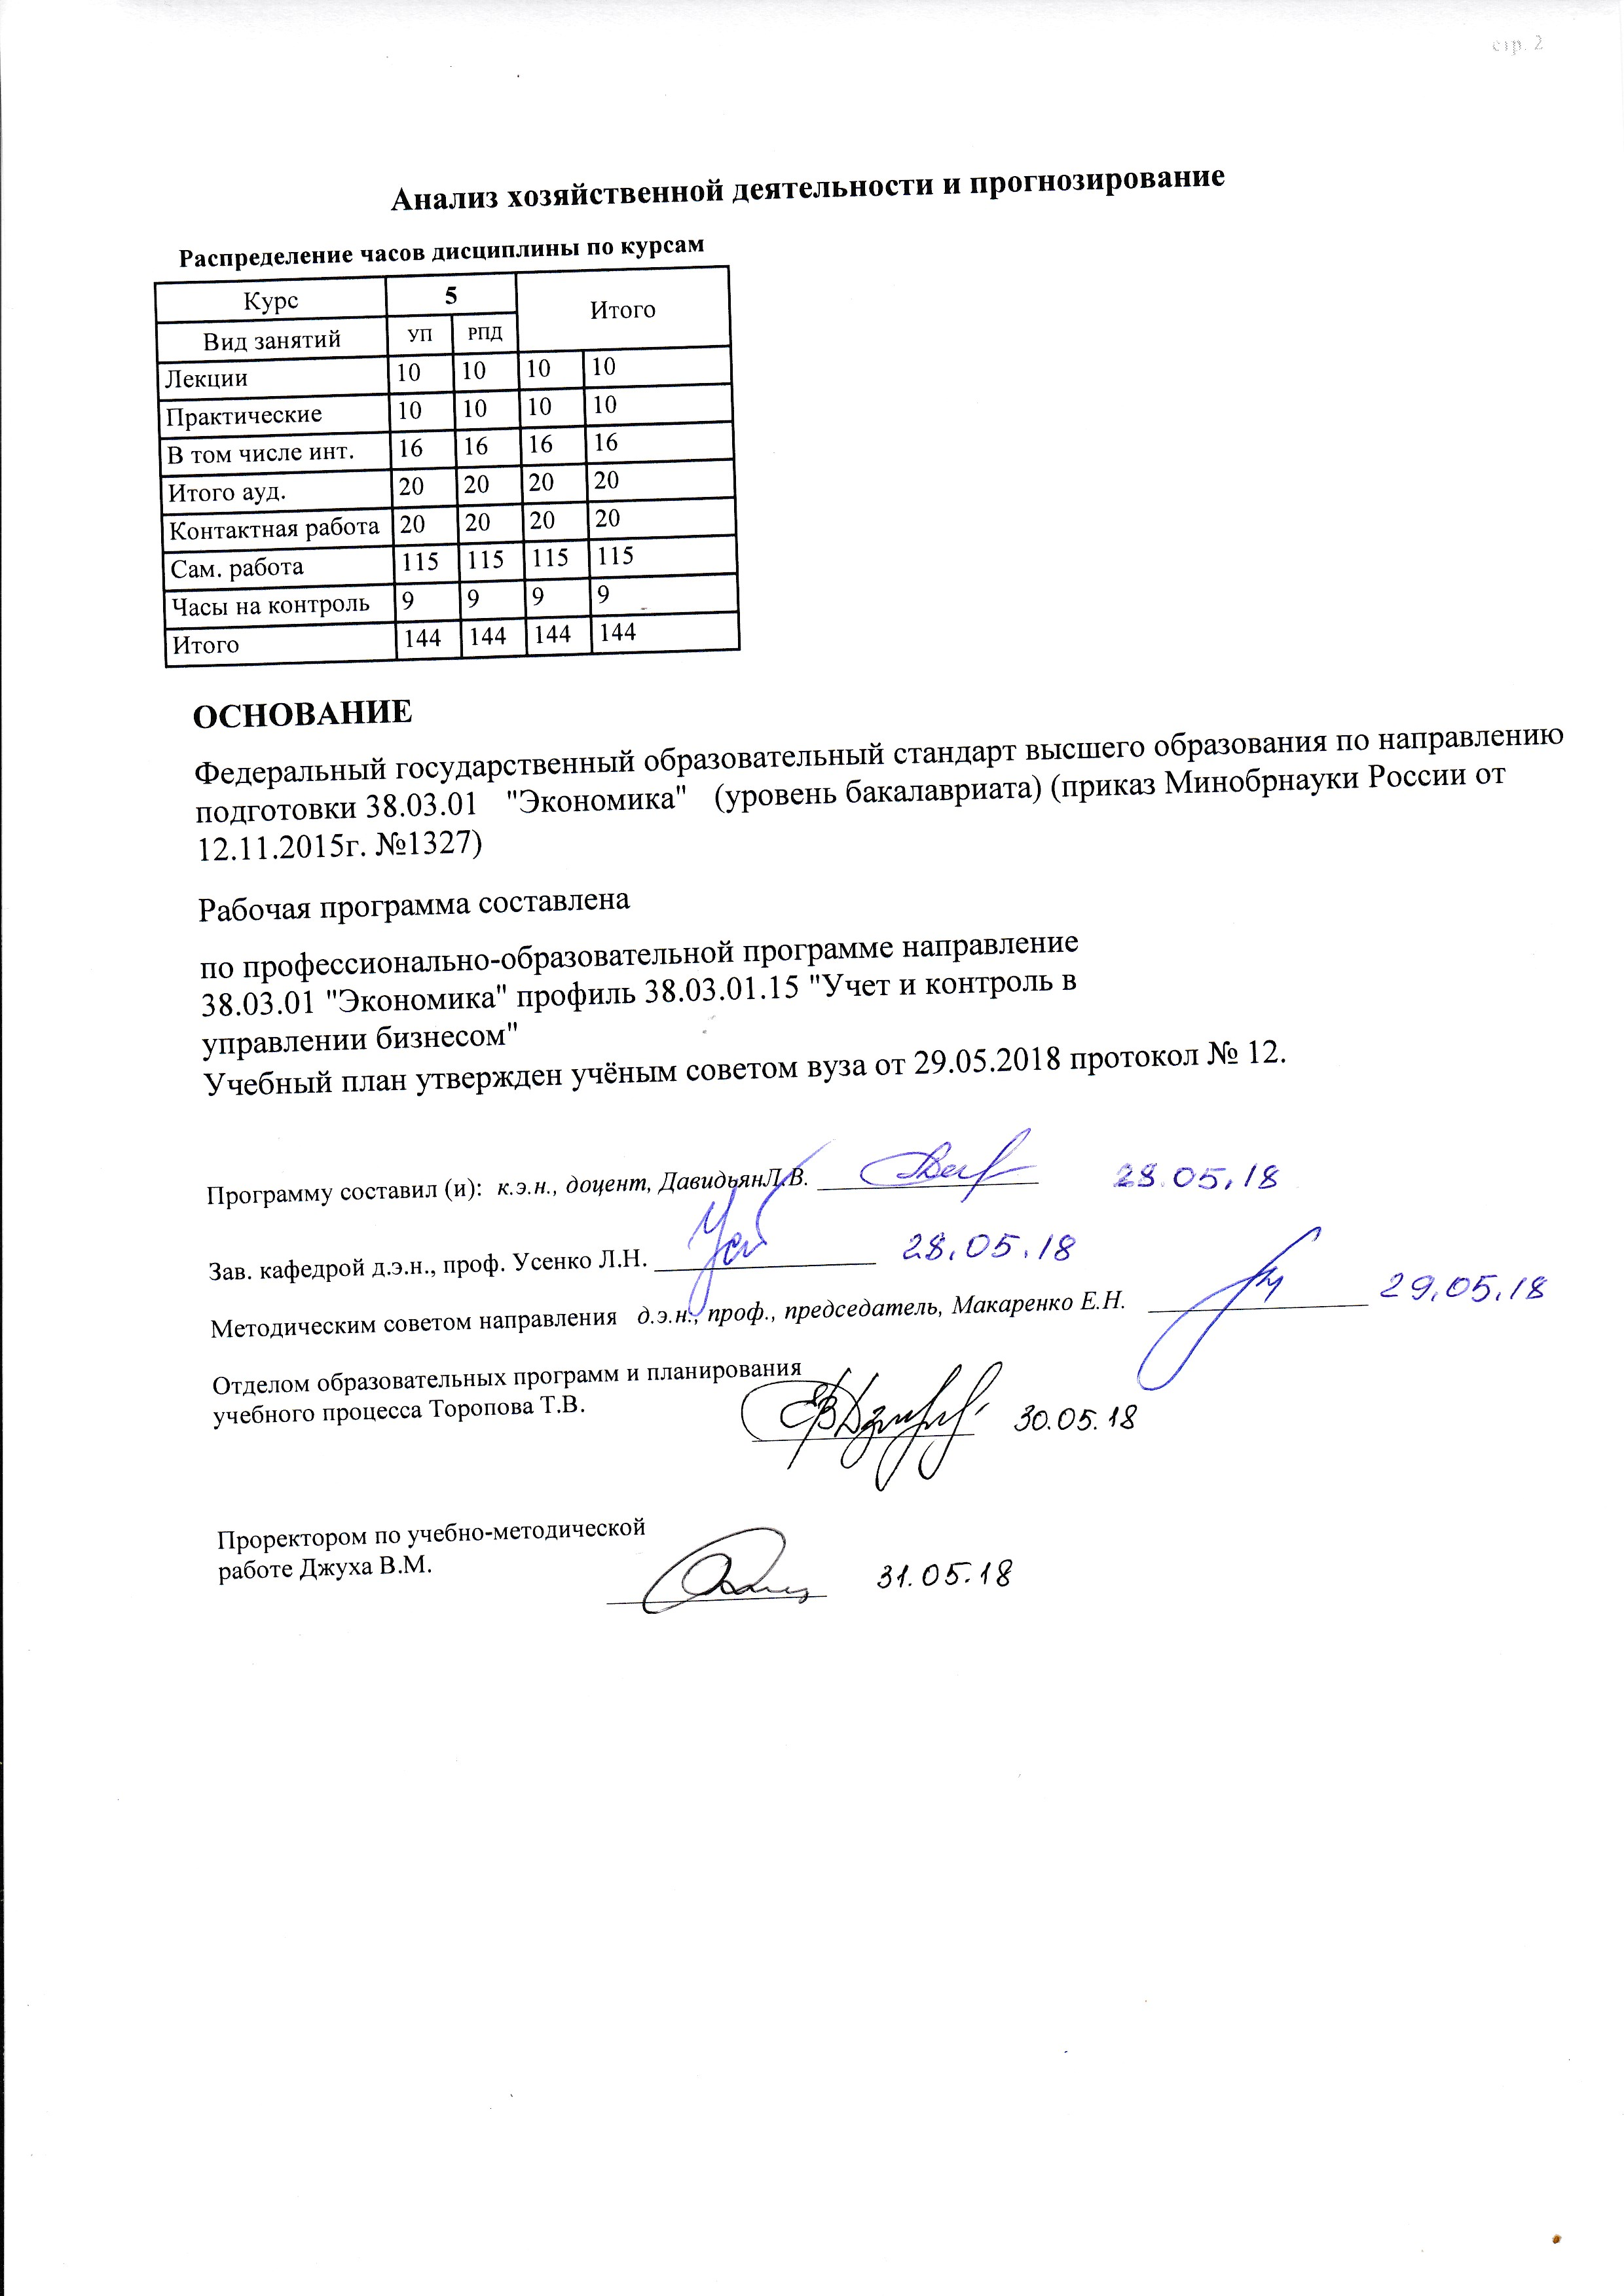 стр. 2
Анализ хозяйственной деятельности и прогнозирование
Распределение часов дисциплины по курсам
Курс 5 Итого
Вид занятий УП РПД
Лекции 10 10 10 10
Практические 10 10 10 10
В том числе инт. 16 16 16 16
Итого ауд. 20 20 20 20
Контактная работа 20 20 20 20
Сам. работа 115 115 115 115
Часы на контроль 9 9 9 9
Итого 144 144 144 144
ОСНОВАНИЕ
Федеральный государственный образовательный стандарт высшего образования по направлению
подготовки 38.03.01 "Экономика" (уровень бакалавриата) (приказ Минобрнауки России от
12.11.2015г. №1327)
Рабочая программа составлена
по профессионально-образовательной программе направление
38.03.01 "Экономика" профиль 38.03.01.15 "Учет и контроль в
управлении бизнесом"
Учебный план утвержден учёным советом вуза от 29.05.2018 протокол № 12.
Программу составил (и): к.э.н., доцент, ДавидьянЛ.В. 28.05.18
Зав. кафедрой д.э.н., проф. Усенко Л.Н. 28.05.18
Методическим советом направления д.э.н., проф., председатель, Макаренко Е.Н. 29.05.18
Отделом образовательных программ и планирования
учебного процесса Торопова Т.В. 30.05.18
Проректором по учебно-методической
работе Джуха В.М. 31.05.18